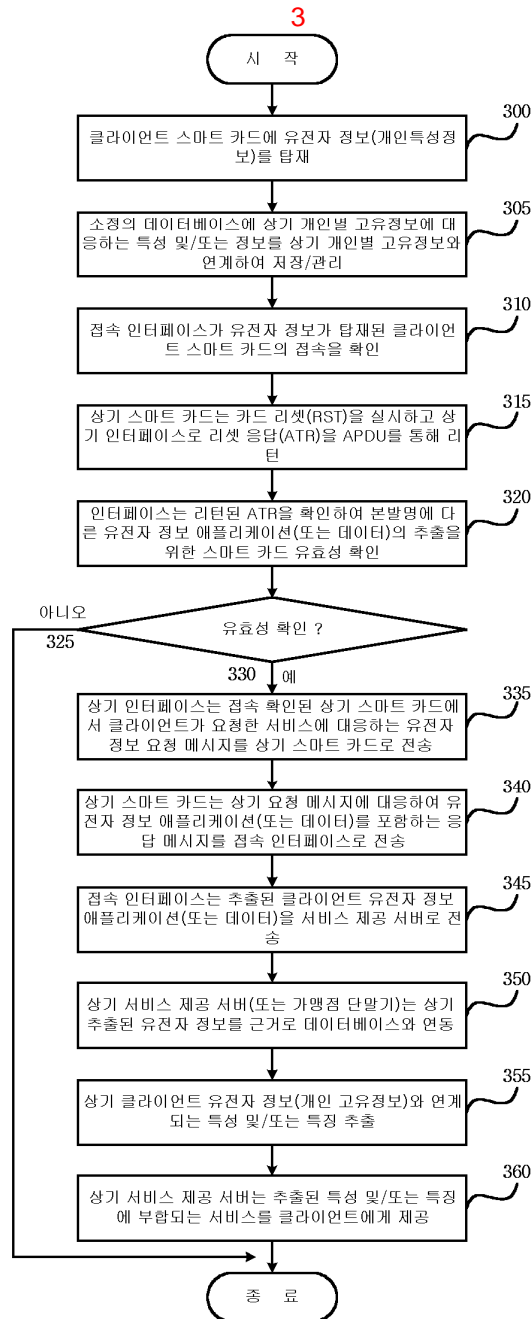 3
시 작
300
클라이언트 스마트 카드에 유전자 정보(개인특성정
보)를 탑재
305
소정의 데이터베이스에 상기 개인별 고유정보에 대
응하는 특성 및/또는 정보를 상기 개인별 고유정보와
연계하여 저장/관리
310
접속 인터페이스가 유전자 정보가 탑재된 클라이언
트 스마트 카드의 접속을 확인
315
상기 스마트 카드는 카드 리셋(RST)을 실시하고 상
기 인터페이스로 리셋 응답(ATR)을 APDU를 통해 리
턴
320
인터페이스는 리턴된 ATR을 확인하여 본발명에 다
른 유전자 정보 애플리케이션(또는 데이터)의 추출을
위한 스마트 카드 유효성 확인
아니오
325
유효성 확인 ?
330 예
335
상기 인터페이스는 접속 확인된 상기 스마트 카드에
서 클라이언트가 요청한 서비스에 대응하는 유전자
정보 요청 메시지를 상기 스마트 카드로 전송
340
상기 스마트 카드는 상기 요청 메시지에 대응하여 유
전자 정보 애플리케이션(또는 데이터)를 포함하는 응
답 메시지를 접속 인터페이스로 전송
345
접속 인터페이스는 추출된 클라이언트 유전자 정보
애플리케이션(또는 데이터)을 서비스 제공 서버로 전
송
350
상기 서비스 제공 서버(또는 가맹점 단말기)는 상기
추출된 유전자 정보를 근거로 데이터베이스와 연동
355
상기 클라이언트 유전자 정보(개인 고유정보)와 연계
되는 특성 및/또는 특징 추출
360
상기 서비스 제공 서버는 추출된 특성 및/또는 특징
에 부합되는 서비스를 클라이언트에게 제공
종 료